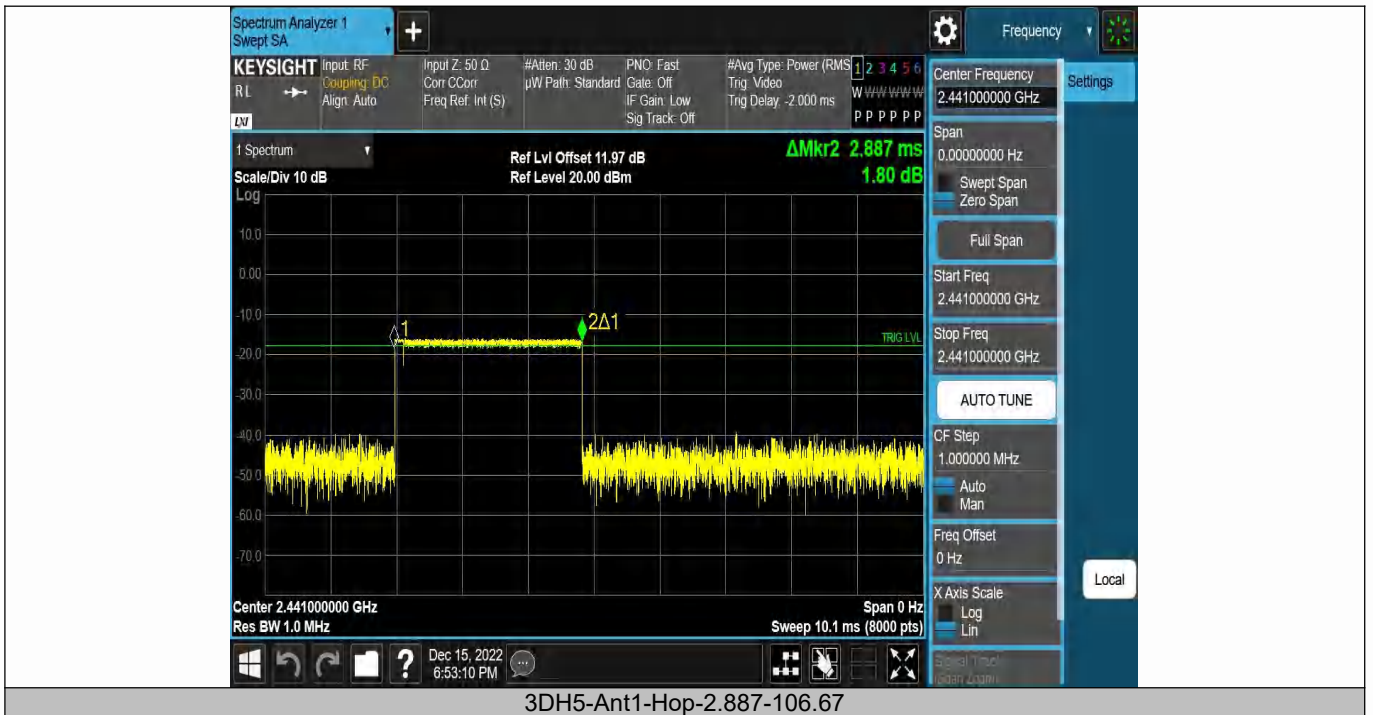 Spectrum Analyzer 1
Swept SA
+
Frequency
KEYSIGHT
RL
LXI
Input: RF
Coupling: DC
Align: Auto
Input Z: 50 Ω
Corr CCorr
Freq Ref: Int (S)
#Atten: 30 dB
µW Path: Standard
PNO: Fast
Gate: Off
IF Gain: Low
Sig Track: Off
#Avg Type: Power (RMS
Trig: Video
Trig Delay: -2.000 ms
1 2 3 4 5 6
W W W W W W
P P P P P P
Center Frequency
2.441000000 GHz
Settings
1 Spectrum
Scale/Div 10 dB
Ref Lvl Offset 11.97 dB
Ref Level 20.00 dBm
ΔMkr2 2.887 ms
1.80 dB
Span
0.00000000 Hz
Swept Span
Zero Span
Full Span
Start Freq
2.441000000 GHz
Stop Freq
2.441000000 GHz
AUTO TUNE
CF Step
1.000000 MHz
Auto
Man
Freq Offset
0 Hz
X Axis Scale
Log
Lin
Local
Log
10.0
0.00
-10.0
-20.0
-30.0
-40.0
-50.0
-60.0
-70.0
1
2Δ1
TRIG LVL
Center 2.441000000 GHz
Res BW 1.0 MHz
Span 0 Hz
Sweep 10.1 ms (8000 pts)
?
Dec 15, 2022
6:53:10 PM
Signal Track
(Span Zoom)
3DH5-Ant1-Hop-2.887-106.67